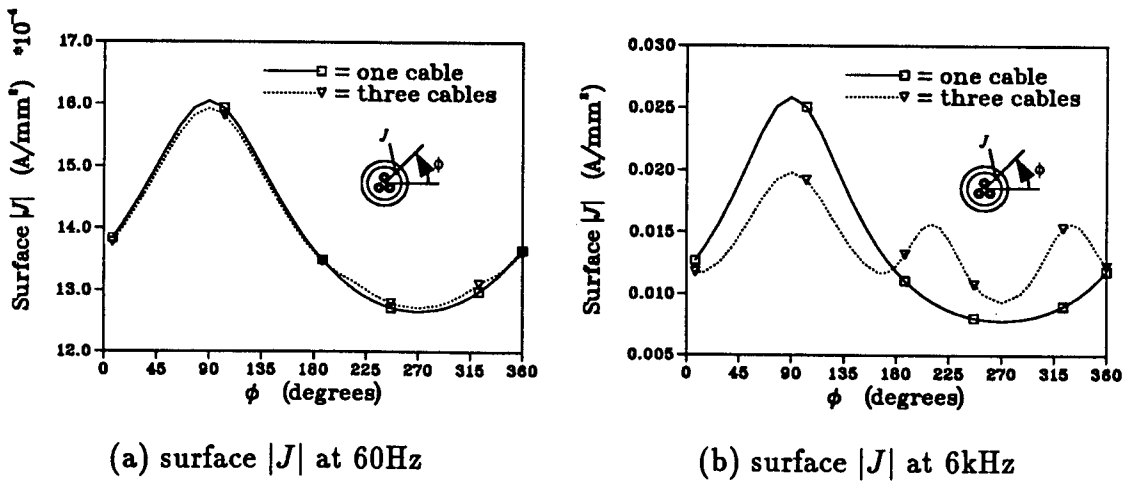 *10⁻⁴
17.0
16.0
15.0
14.0
13.0
12.0
Surface |J| (A/mm²)
= one cable
= three cables
J
ϕ
0 45 90 135 180 225 270 315 360
ϕ (degrees)
(a) surface |J| at 60Hz
0.030
0.025
0.020
0.015
0.010
0.005
Surface |J| (A/mm²)
= one cable
= three cables
J
ϕ
0 45 90 135 180 225 270 315 360
ϕ (degrees)
(b) surface |J| at 6kHz